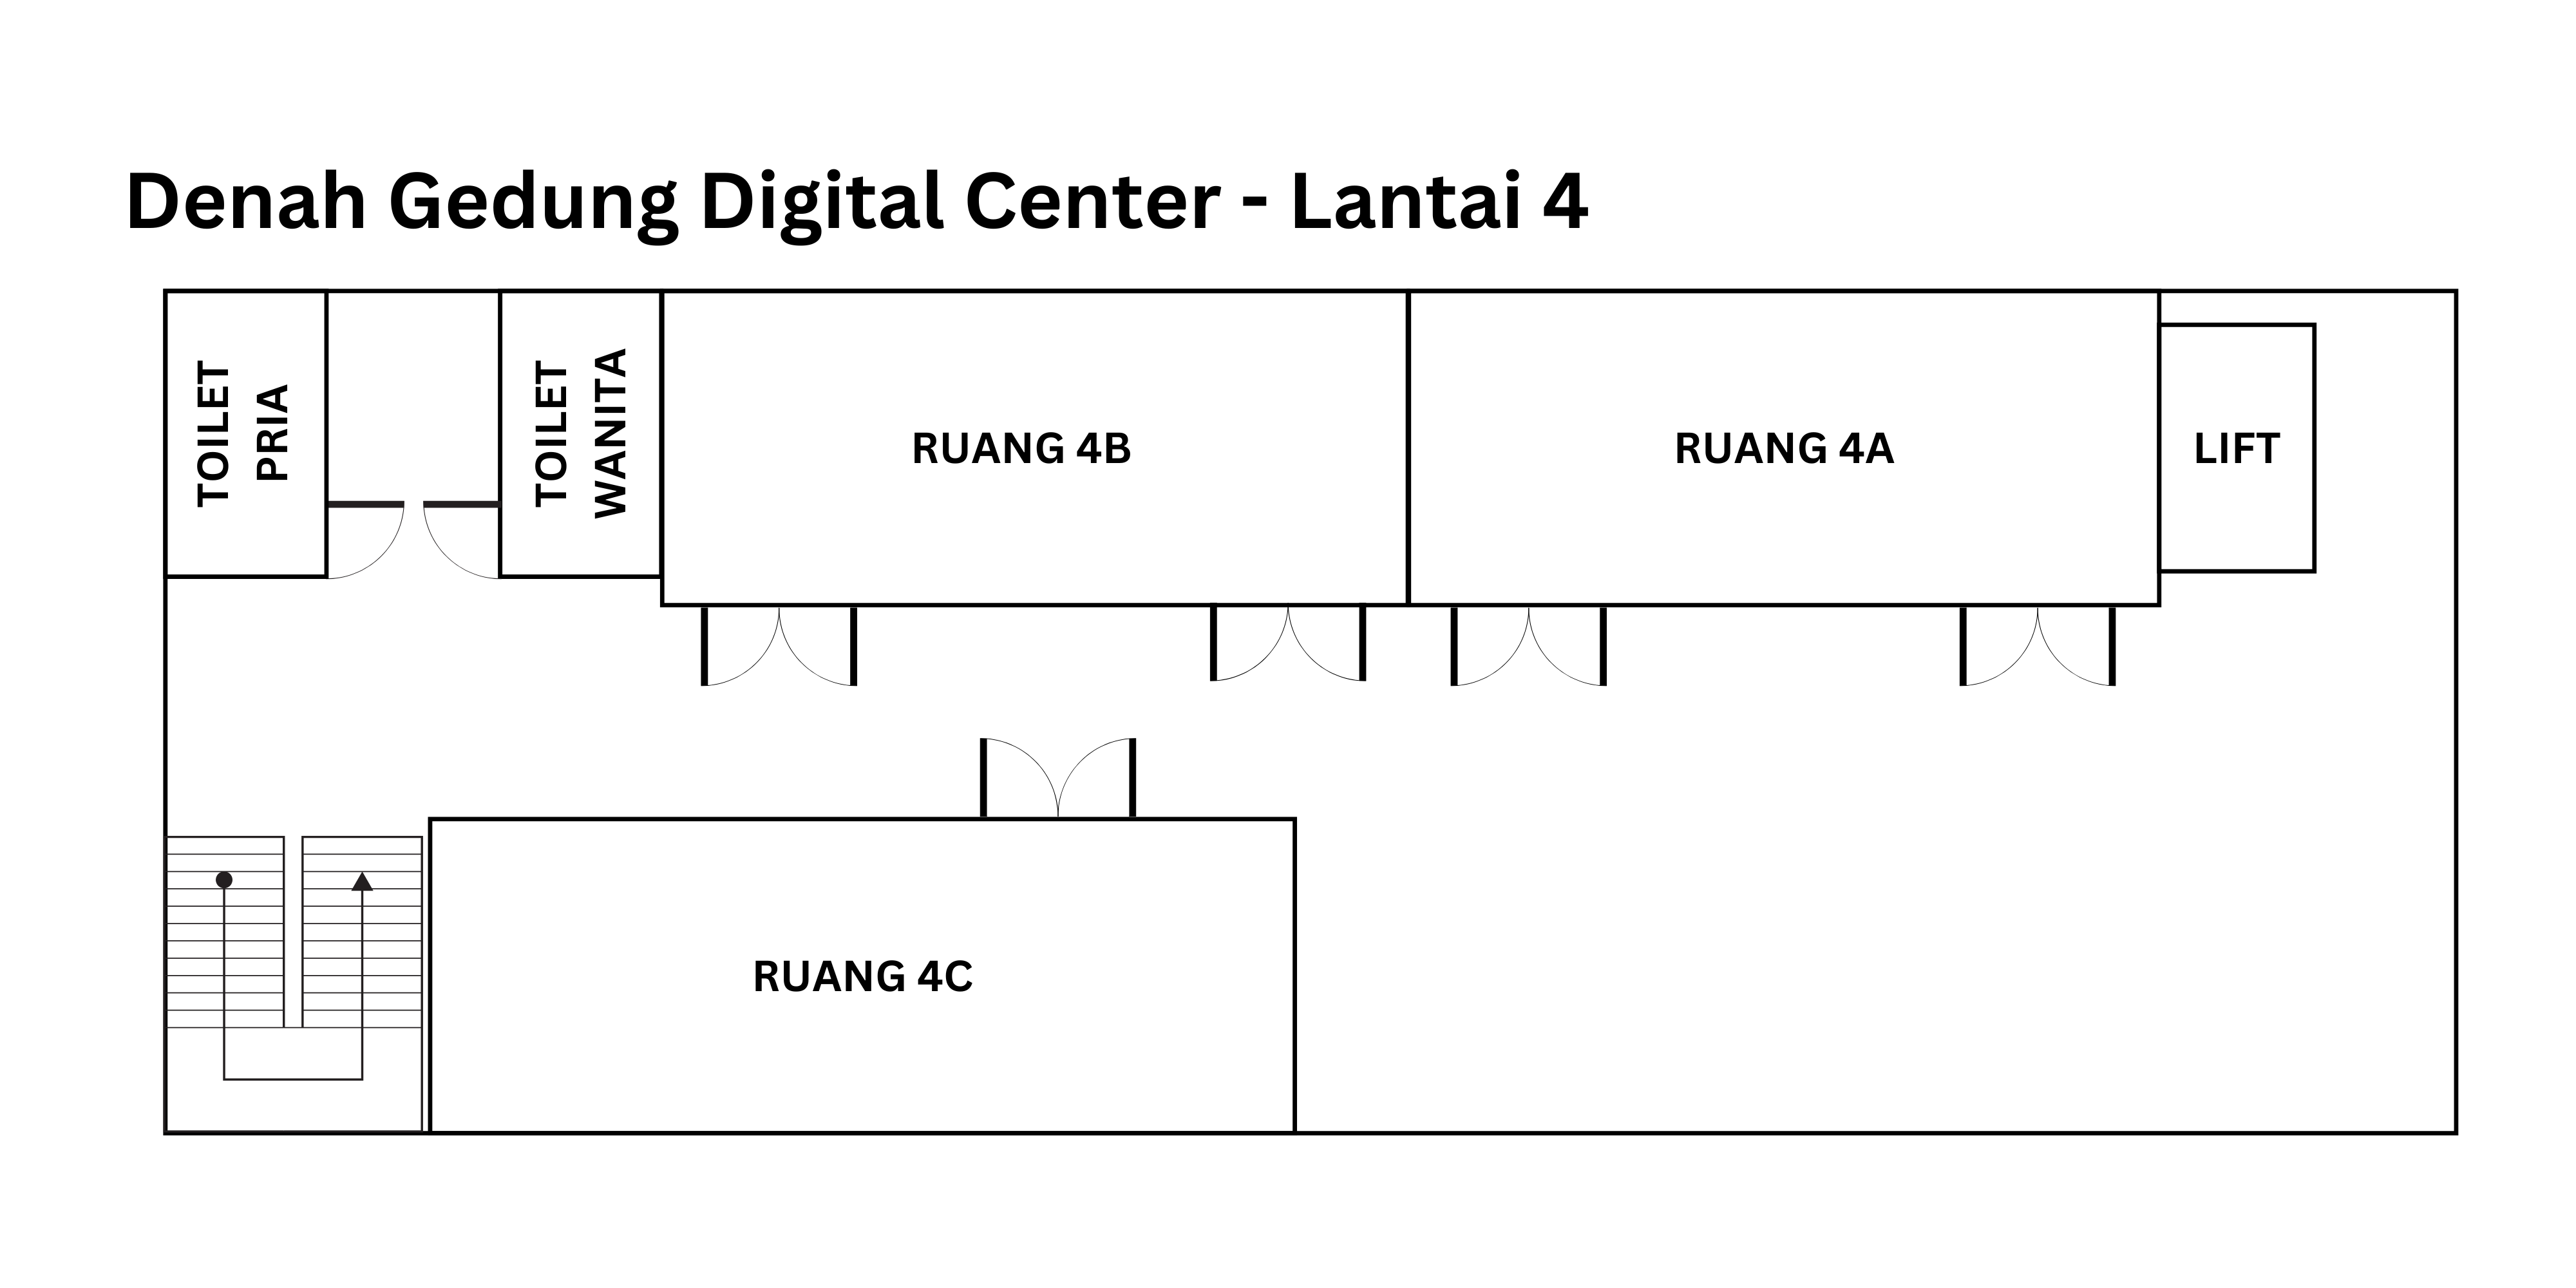 Denah Gedung Digital Center - Lantai 4
TOILET
PRIA
TOILET
WANITA
RUANG 4B
RUANG 4A
LIFT
RUANG 4C